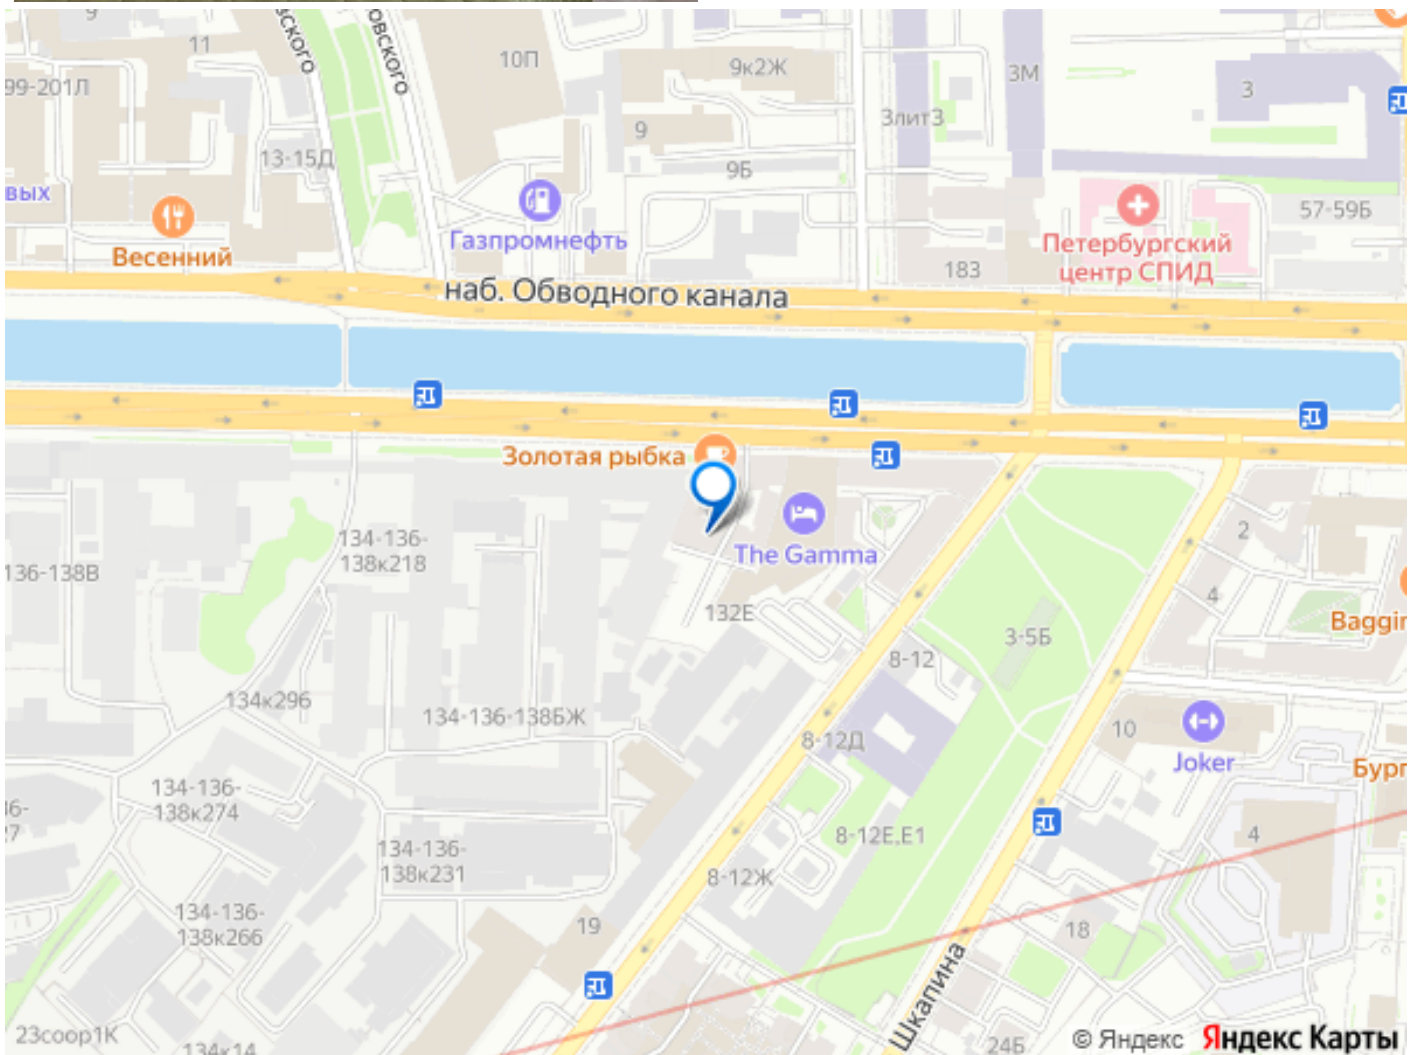 9
11
10П
9к2Ж
3М
3
99-201Л
ского
овского
9
3лит3
13-15Д
9Б
вых
57-59Б
Весенний
Газпромнефть
183
Петербургский
центр СПИД
наб. Обводного канала
Золотая рыбка
The Gamma
134-136-
138к218
136-138В
2
4
132Е
3-5Б
Baggin
8-12
134к296
134-136-138БЖ
10
8-12Д
Joker
Бург
134-136-
138к274
8-12Е,Е1
4
134-136-
138к231
8-12Ж
134-136-
138к266
19
18
Шкапина
23соор1К
134к14
24Б
© Яндекс Яндекс Карты